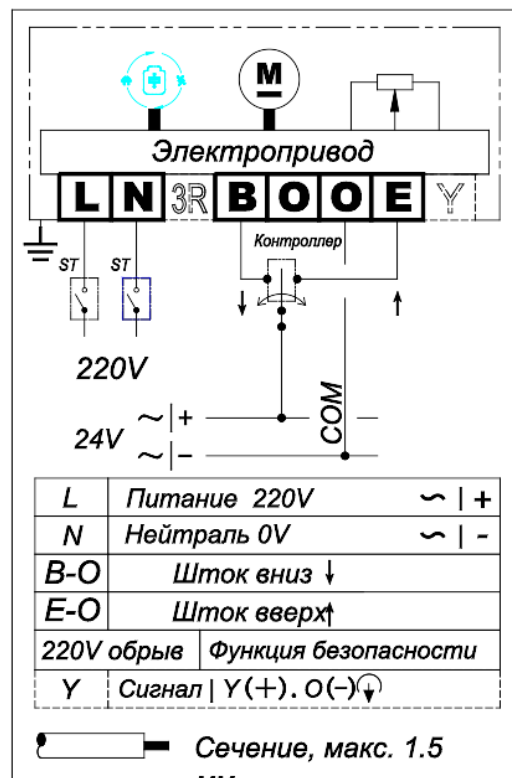 M
Электропривод
L N 3R B O O E Y
Контроллер
ST ST
220V
COM
24V ~ | +
~ | −
L Питание 220V ∽ | +
N Нейтраль 0V ∽ | -
B-O Шток вниз ↓
E-O Шток вверх↑
220V обрыв Функция безопасности
Y Сигнал | Y(+). O(-)
Сечение, макс. 1.5